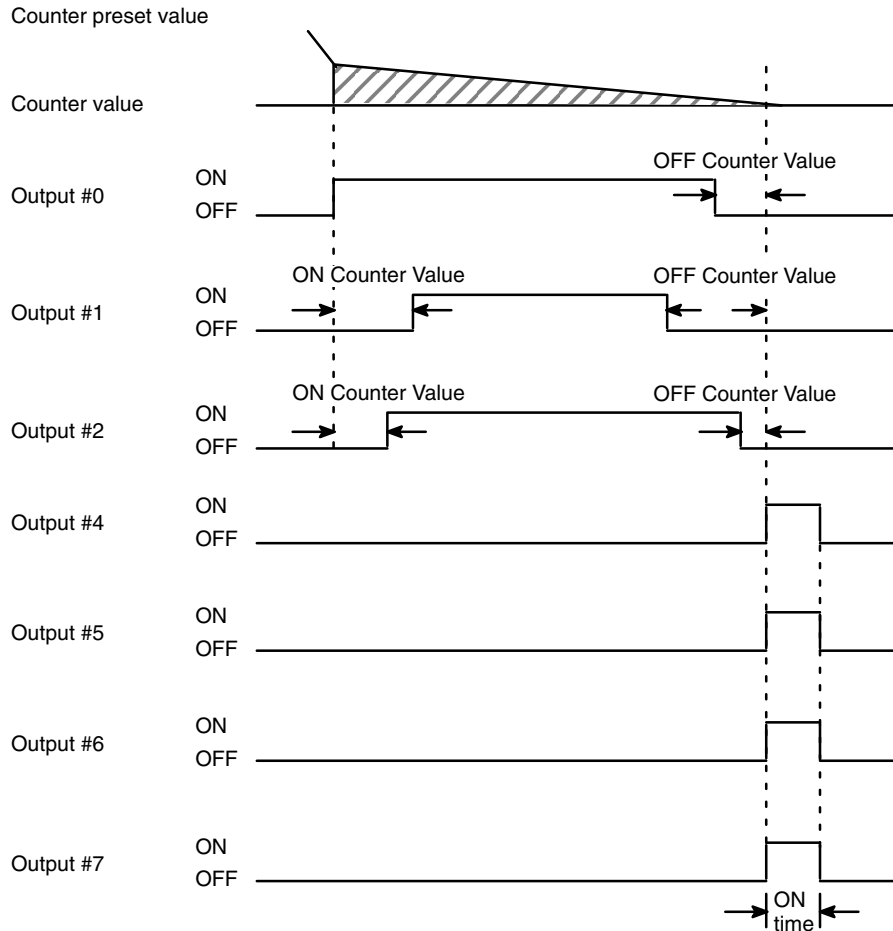 Counter preset value
Counter value
OFF Counter Value
Output #0
ON
OFF
ON Counter Value
OFF Counter Value
Output #1
ON
OFF
ON Counter Value
OFF Counter Value
Output #2
ON
OFF
Output #4
ON
OFF
Output #5
ON
OFF
Output #6
ON
OFF
Output #7
ON
OFF
ON
time